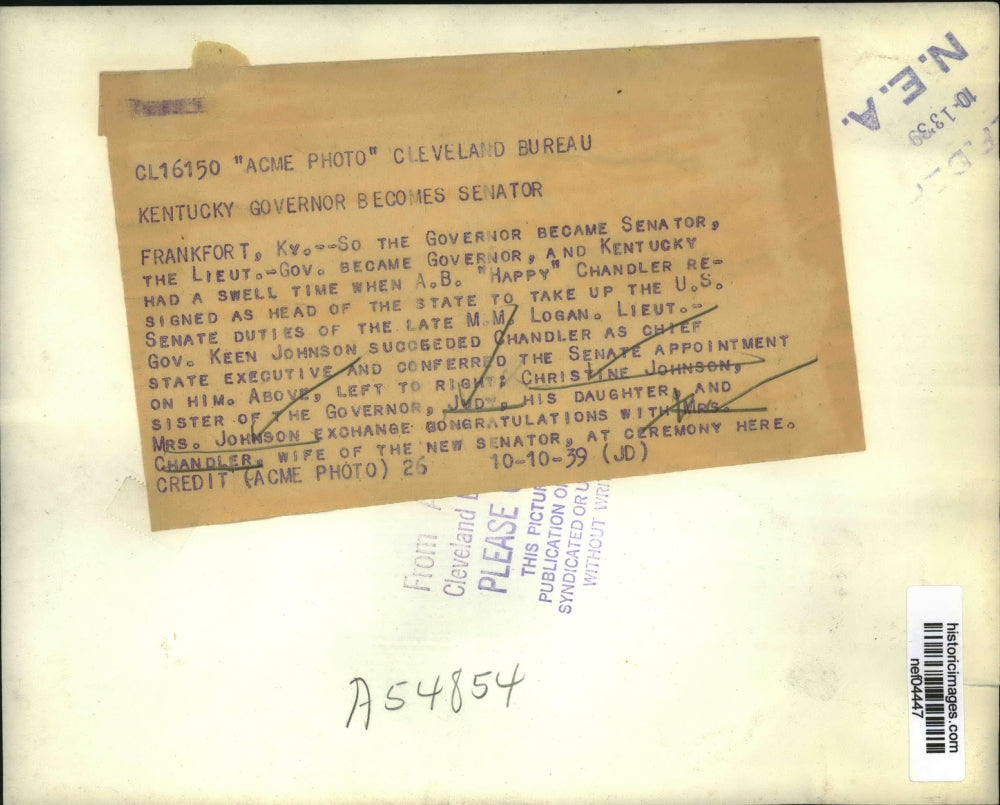 CL16150 "ACME PHOTO" CLEVELAND BUREAU
KENTUCKY GOVERNOR BECOMES SENATOR
FRANKFORT, KY.--SO THE GOVERNOR BECAME SENATOR,
THE LIEUT.-GOV. BECAME GOVERNOR, AND KENTUCKY
HAD A SWELL TIME WHEN A.B. "HAPPY" CHANDLER RE-
SIGNED AS HEAD OF THE STATE TO TAKE UP THE U.S.
SENATE DUTIES OF THE LATE M.M. LOGAN. LIEUT.-
GOV. KEEN JOHNSON SUCCEEDED CHANDLER AS CHIEF
STATE EXECUTIVE AND CONFERRED THE SENATE APPOINTMENT
ON HIM. ABOVE, LEFT TO RIGHT: CHRISTINE JOHNSON,
SISTER OF THE GOVERNOR, JUDY, HIS DAUGHTER, AND
MRS. JOHNSON EXCHANGE CONGRATULATIONS WITH MRS.
CHANDLER, WIFE OF THE NEW SENATOR, AT CEREMONY HERE.
CREDIT (ACME PHOTO) 26 10-10-39 (JD)
N.E.A.
10-13-39
From A
Cleveland
PLEASE
THIS PICTUR
PUBLICATION O
SYNDICATED OR U
WITHOUT WRI
A54854
historicimages.com
nef04447